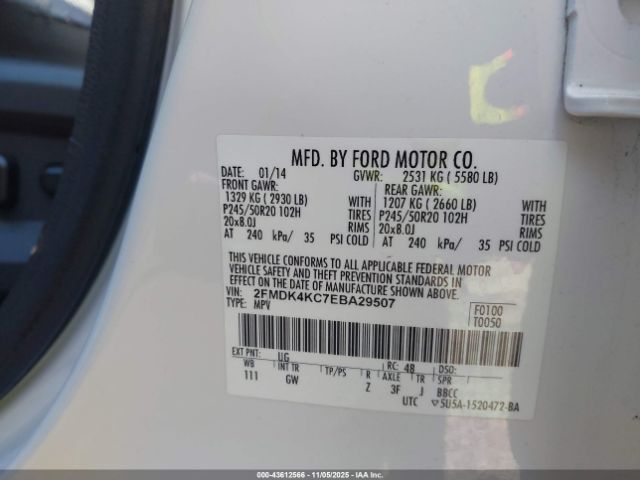 MFD. BY FORD MOTOR CO.
DATE: 01/14 GVWR: 2531 KG ( 5580 LB)
FRONT GAWR: REAR GAWR:
1329 KG ( 2930 LB) WITH 1207 KG ( 2660 LB) WITH
P245/50R20 102H TIRES P245/50R20 102H TIRES
20x8.0J RIMS 20x8.0J RIMS
AT 240 kPa/ 35 PSI COLD AT 240 kPa/ 35 PSI COLD
THIS VEHICLE CONFORMS TO ALL APPLICABLE FEDERAL MOTOR
VEHICLE SAFETY AND THEFT PREVENTION STANDARDS IN
EFFECT ON THE DATE OF MANUFACTURE SHOWN ABOVE.
VIN: 2FMDK4KC7EBA29507 F0100
TYPE: MPV T0050
EXT PNT: UG RC: 48 DSO:
WB INT TR TP/PS R AXLE TR SPR
111 GW Z 3F J BBCC
UTC ▽5U5A-1520472-BA
000-43612566 - 11/05/2025 - IAAI Inc. Copyright